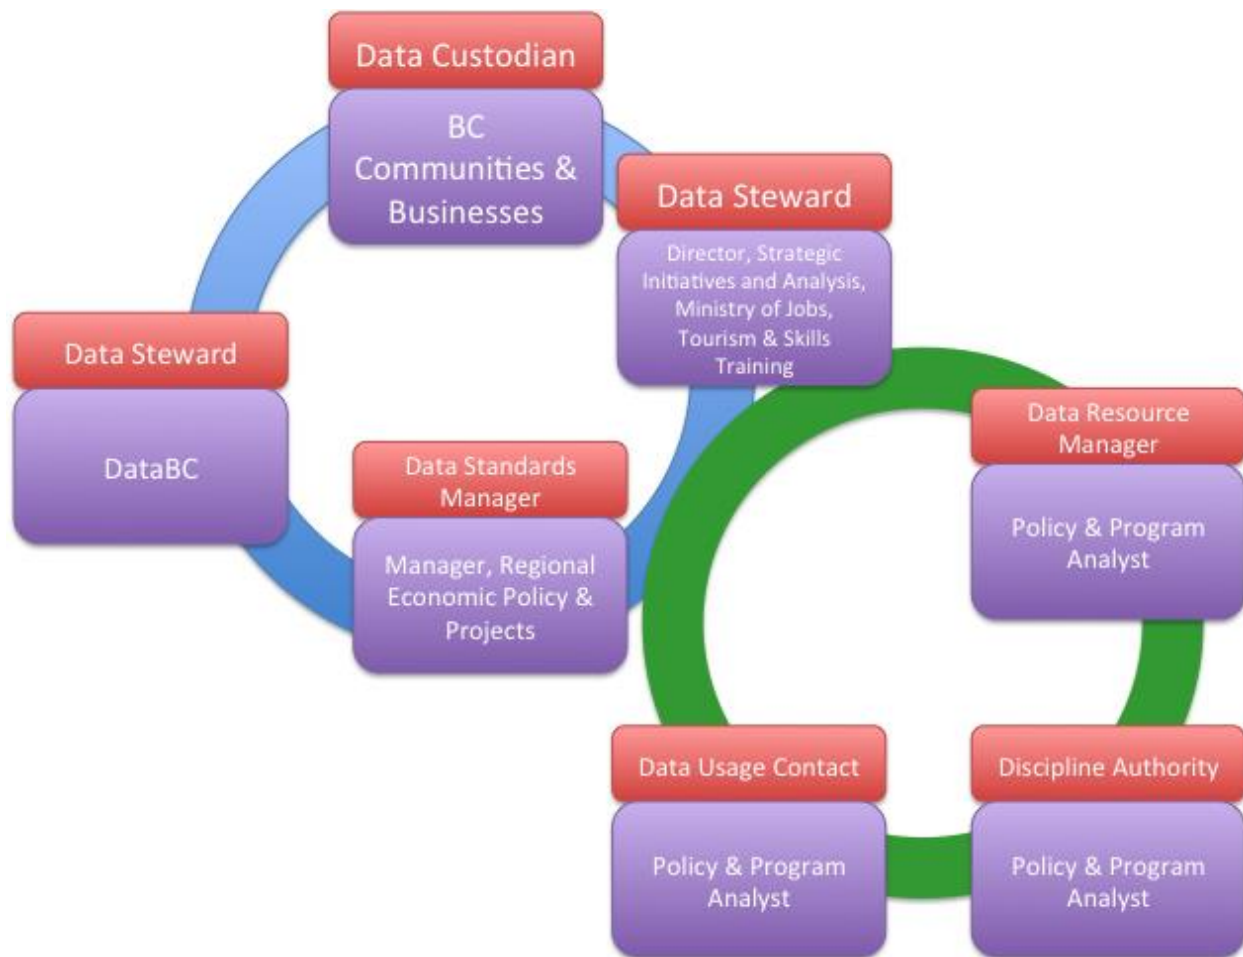 Data Custodian
BC
Communities &
Businesses
Data Steward
Director, Strategic
Initiatives and Analysis,
Ministry of Jobs,
Tourism & Skills
Training
Data Steward
DataBC
Data Standards
Manager
Manager, Regional
Economic Policy &
Projects
Data Resource
Manager
Policy & Program
Analyst
Data Usage Contact
Policy & Program
Analyst
Discipline Authority
Policy & Program
Analyst